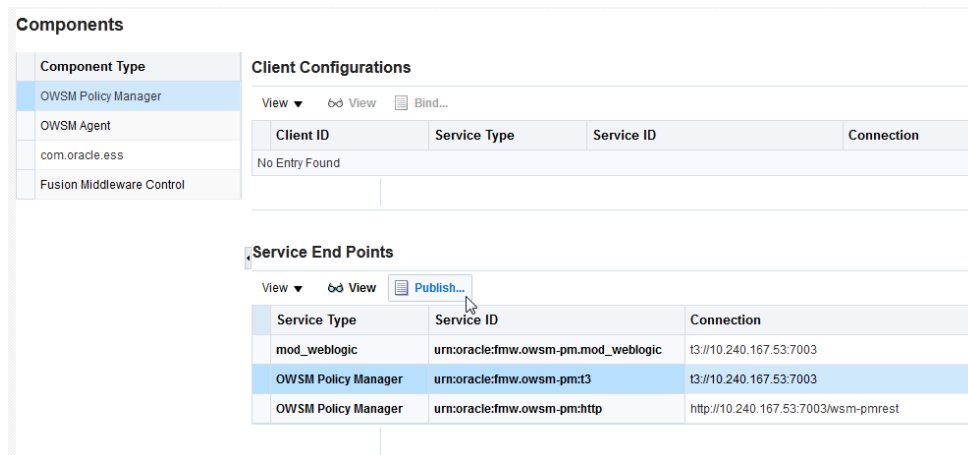 Components
Component Type
OWSM Policy Manager
OWSM Agent
com.oracle.ess
Fusion Middleware Control
Client Configurations
View View Bind...
Client ID Service Type Service ID Connection
No Entry Found
Service End Points
View View Publish...
Service Type Service ID Connection
mod_weblogic urn:oracle:fmw.owsm-pm.mod_weblogic t3://10.240.167.53:7003
OWSM Policy Manager urn:oracle:fmw.owsm-pm:t3 t3://10.240.167.53:7003
OWSM Policy Manager urn:oracle:fmw.owsm-pm:http http://10.240.167.53:7003/wsm-pmrest